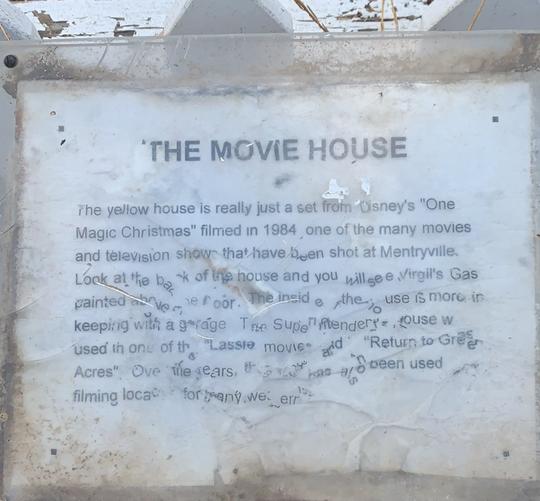 THE MOVIE HOUSE
The yellow house is really just a set from Disney's "One
Magic Christmas" filmed in 1984, one of the many movies
and television shows that have been shot at Mentryville.
Look at the back of the house and you will see Virgil's Gas
painted above the door. The inside of the house is more in
keeping with a garage. The Superintendent's house w
used in one of the "Lassie movies and "Return to Green
Acres". Over the years, the has also been used
filming for many